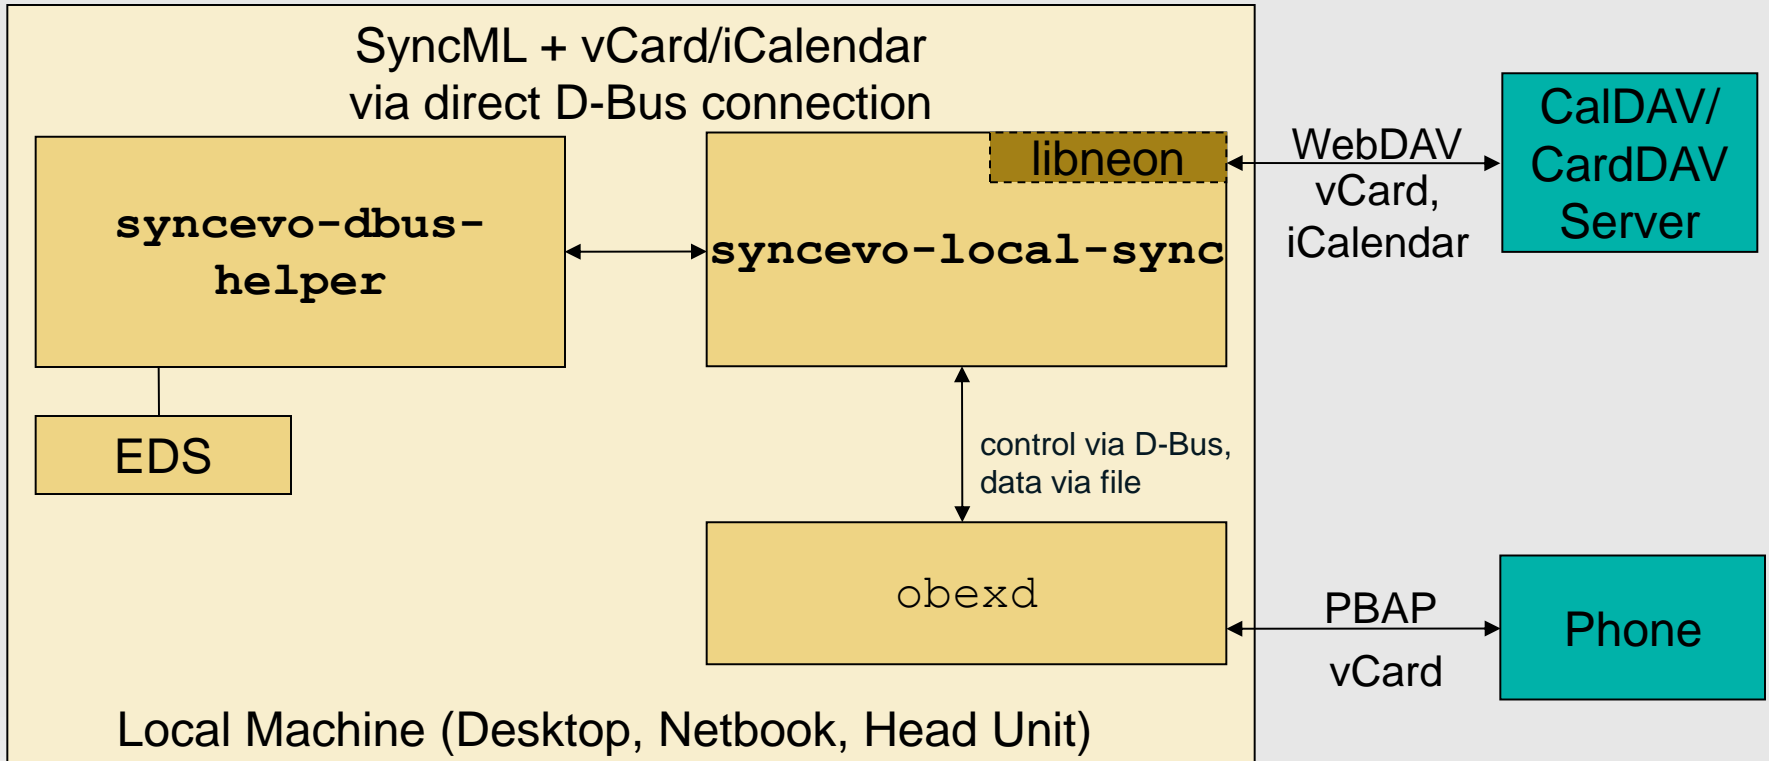 SyncML + vCard/iCalendar
via direct D-Bus connection
syncevo-dbus-
helper
libneon
syncevo-local-sync
WebDAV
vCard,
iCalendar
CalDAV/
CardDAV
Server
EDS
control via D-Bus,
data via file
obexd
PBAP
vCard
Phone
Local Machine (Desktop, Netbook, Head Unit)